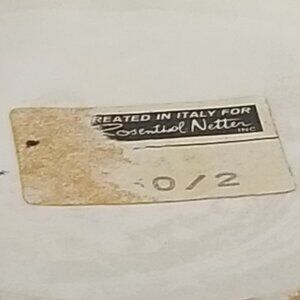 REATED IN ITALY FOR
Rosenthal Netter
INC
0/2